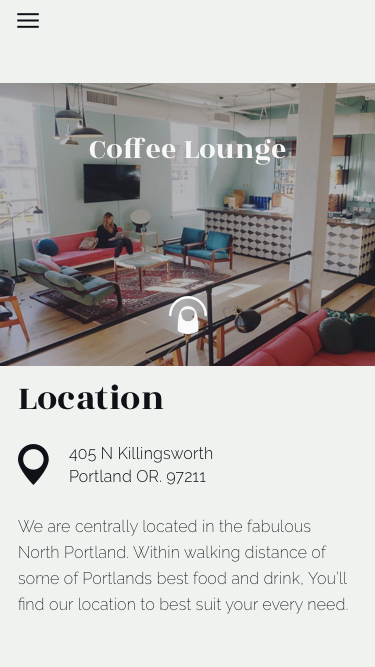 Coffee Lounge
Location
405 N Killingsworth
Portland OR. 97211
We are centrally located in the fabulous
North Portland. Within walking distance of
some of Portlands best food and drink, You'll
find our location to best suit your every need.